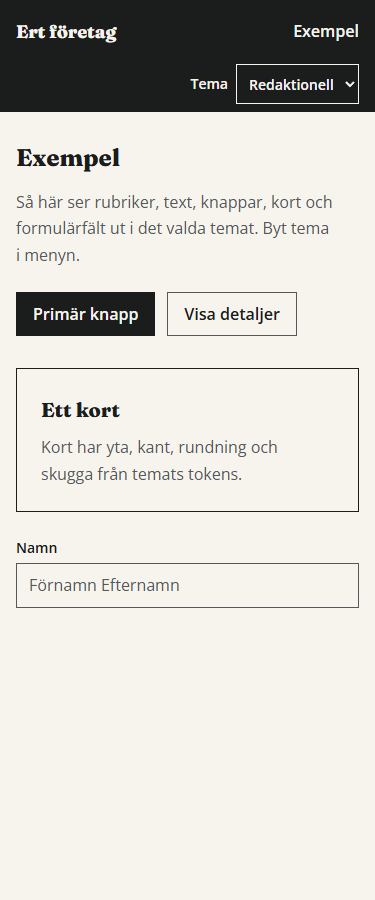 Ert företag
Exempel
Tema
Redaktionell
Exempel
Så här ser rubriker, text, knappar, kort och
formulärfält ut i det valda temat. Byt tema
i menyn.
Primär knapp
Visa detaljer
Ett kort
Kort har yta, kant, rundning och
skugga från temats tokens.
Namn
Förnamn Efternamn